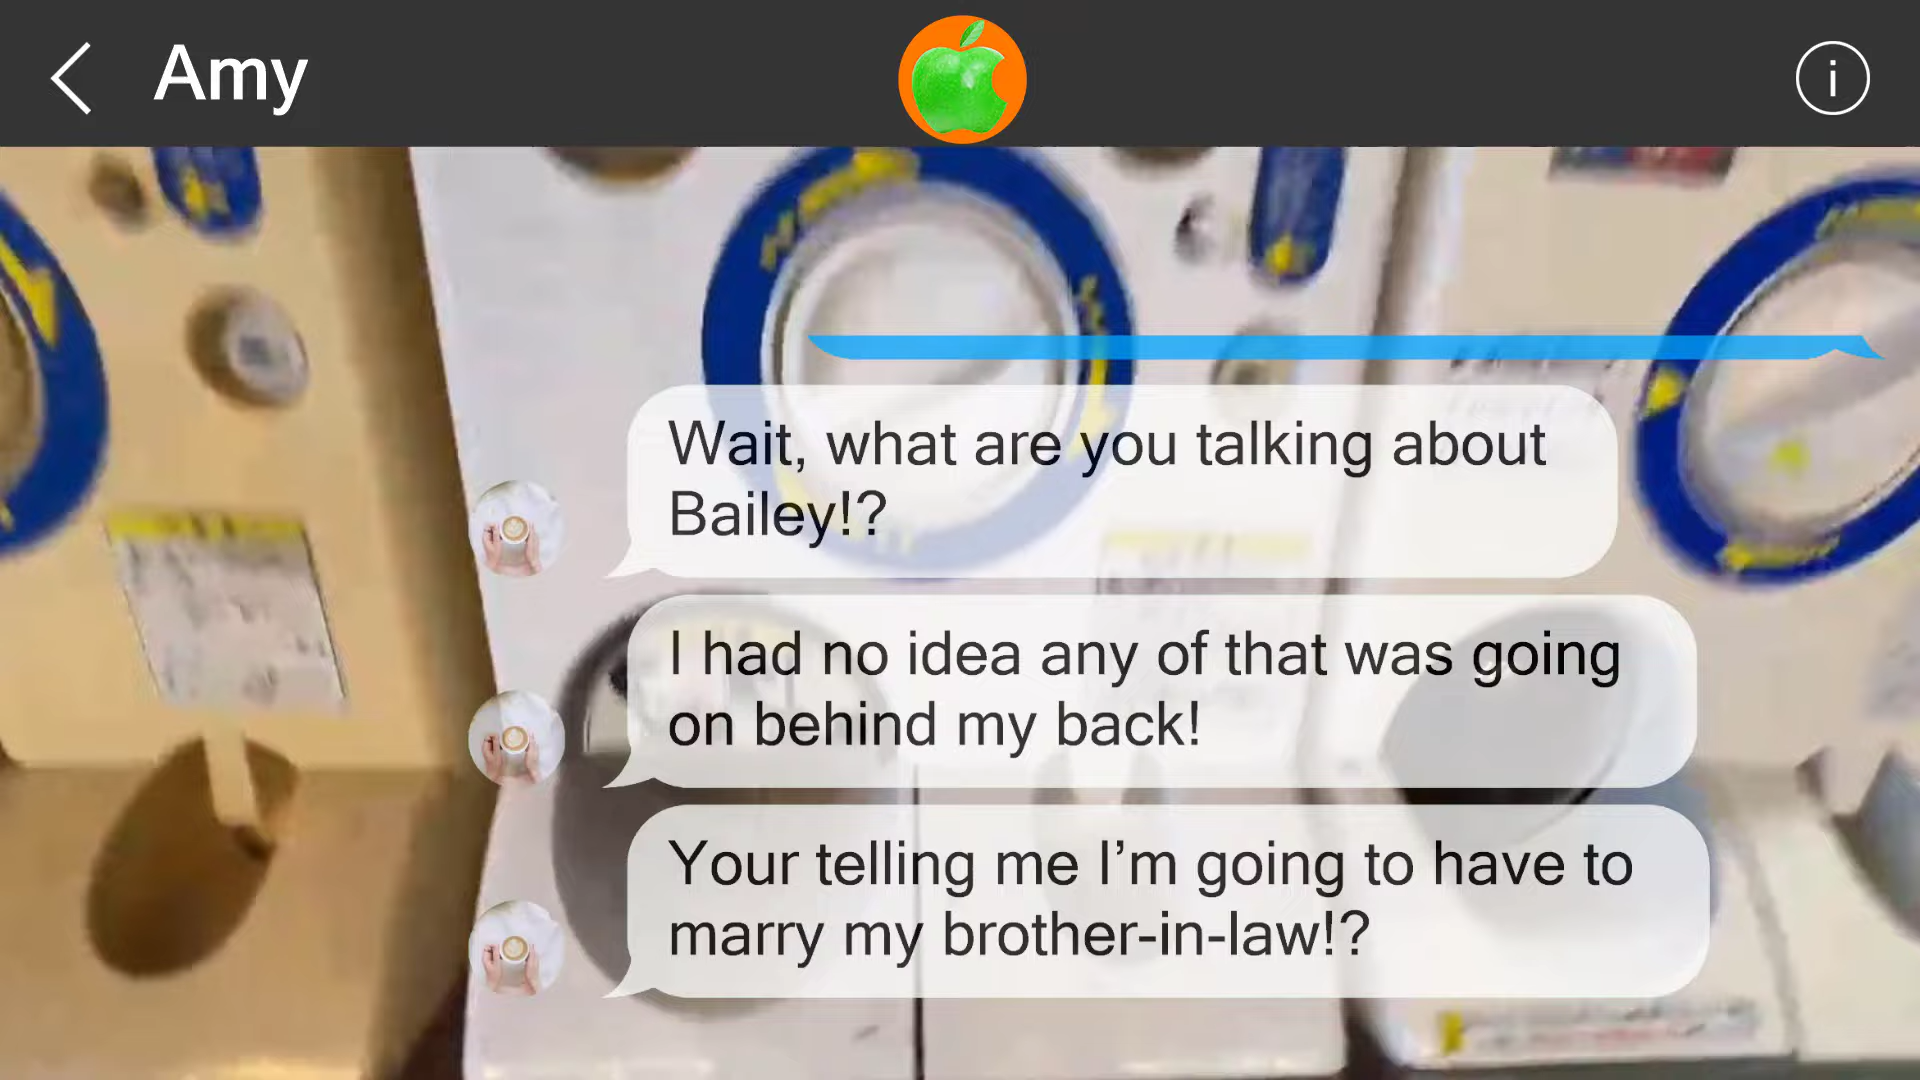 Amy
i
Wait, what are you talking about
Bailey!?
I had no idea any of that was going
on behind my back!
Your telling me I’m going to have to
marry my brother-in-law!?